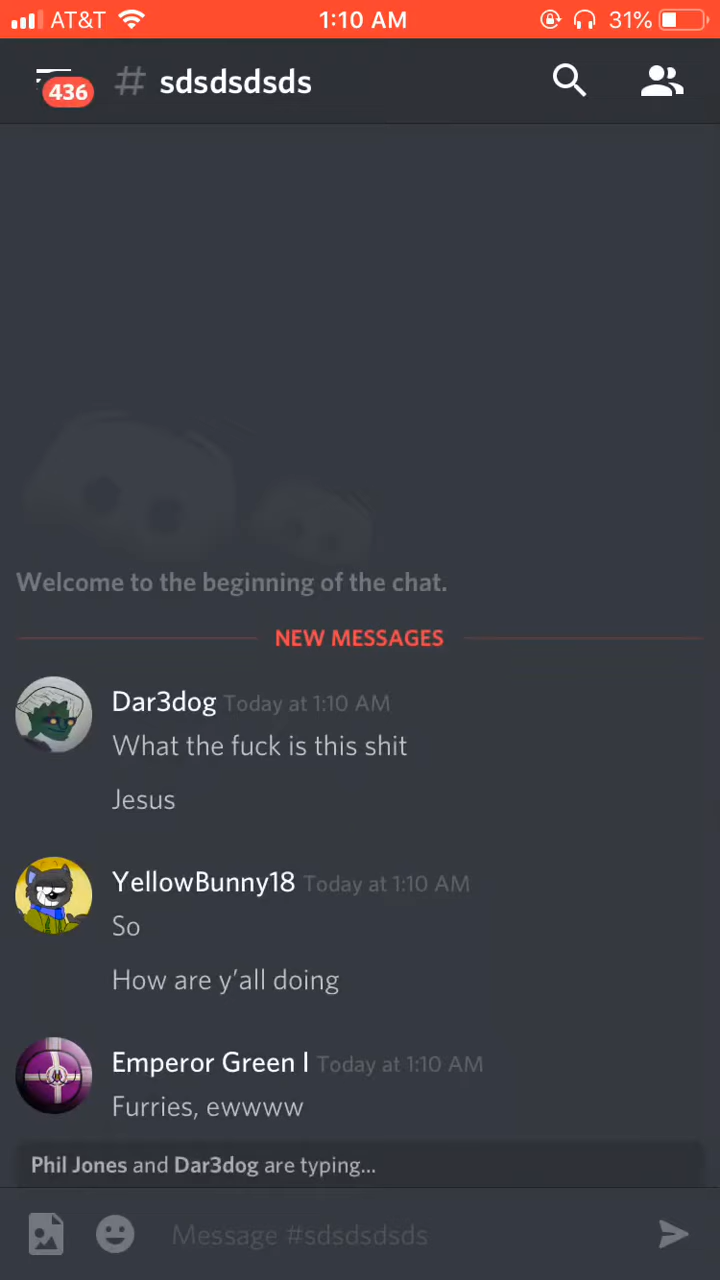 AT&T 1:10 AM 31%
436 # sdsdsdsds
Welcome to the beginning of the chat.
NEW MESSAGES
Dar3dog Today at 1:10 AM
What the fuck is this shit
Jesus
YellowBunny18 Today at 1:10 AM
So
How are y’all doing
Emperor Green I Today at 1:10 AM
Furries, ewwww
Phil Jones and Dar3dog are typing...
Message #sdsdsdsds